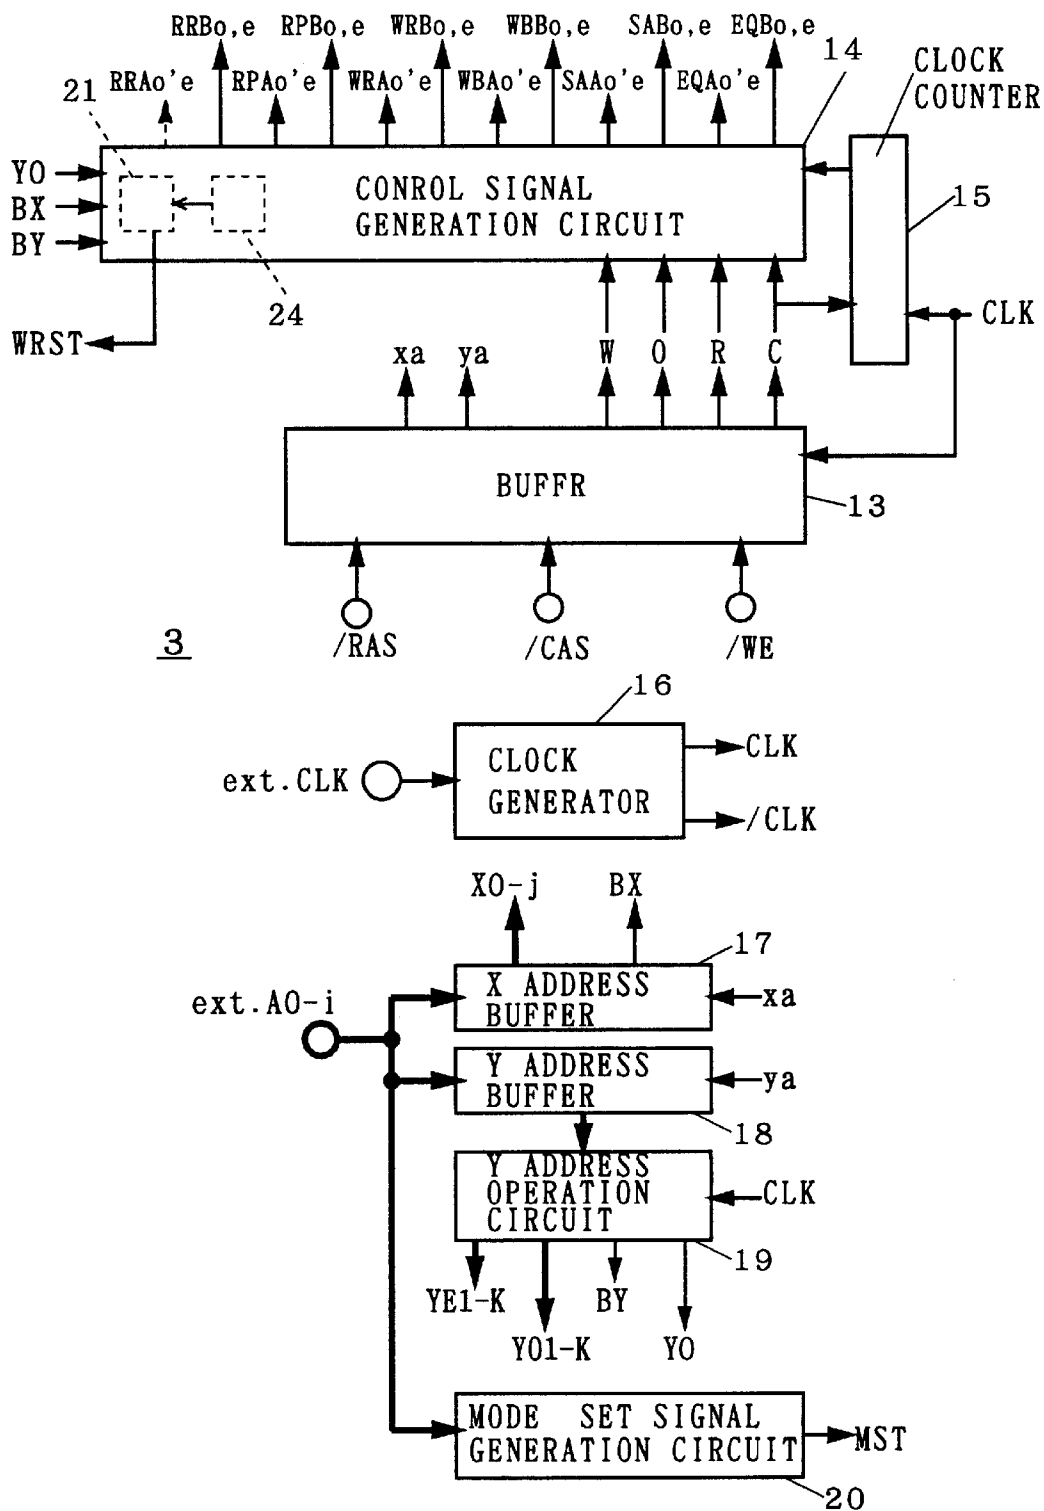 RRBo,e RPBo,e WRBo,e WBBo,e SABo,e EQBo,e
RRAo'e RPAo'e WRAo'e WBAo'e SAAo'e EQAo'e
14
CLOCK
COUNTER
21
YO
BX
BY
CONROL SIGNAL
GENERATION CIRCUIT
15
24
WRST
CLK
xa ya W O R C
BUFFR
13
/RAS /CAS /WE
3
16
ext.CLK
CLOCK
GENERATOR
CLK
/CLK
X0-j BX
17
ext.A0-i
X ADDRESS
BUFFER
xa
Y ADDRESS
BUFFER
ya
18
Y ADDRESS
OPERATION
CIRCUIT
CLK
19
YE1-K BY
YO1-K YO
MODE SET SIGNAL
GENERATION CIRCUIT
MST
20